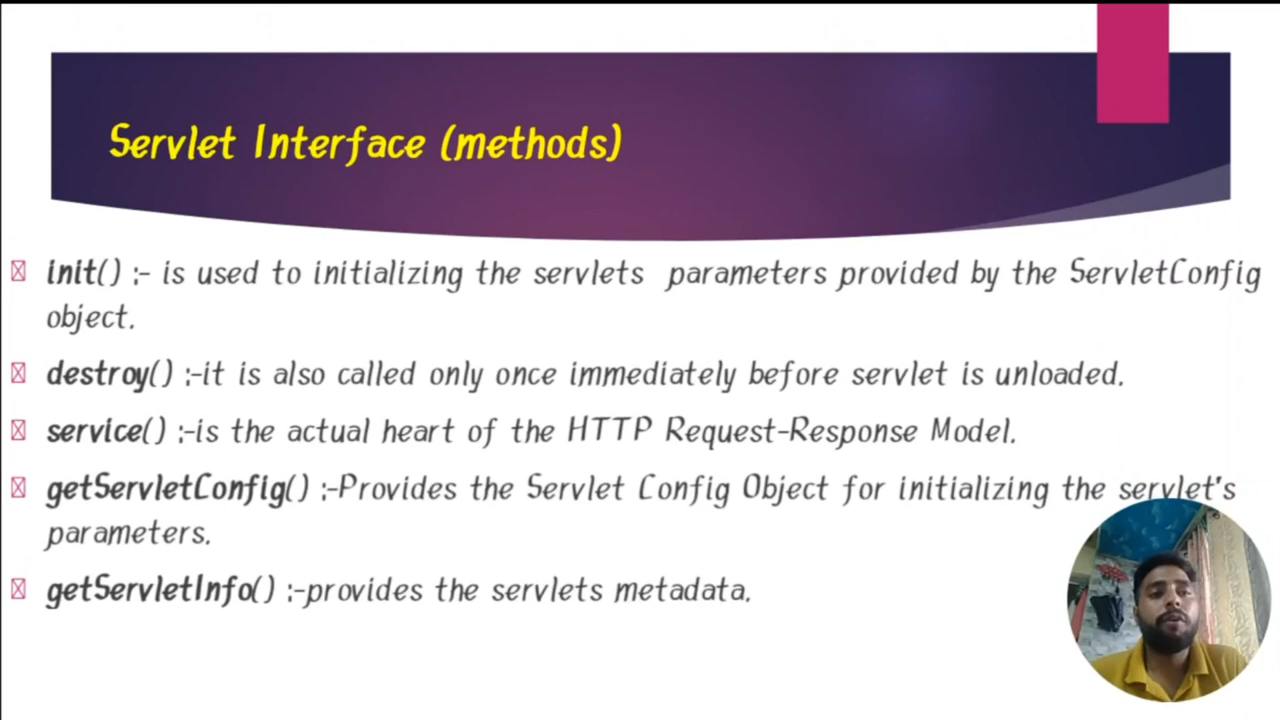 Servlet Interface (methods)
init() :- is used to initializing the servlets parameters provided by the ServletConfig
object.
destroy() :-it is also called only once immediately before servlet is unloaded.
service() :-is the actual heart of the HTTP Request-Response Model.
getServletConfig() :-Provides the Servlet Config Object for initializing the servlet's
parameters.
getServletInfo() :-provides the servlets metadata.